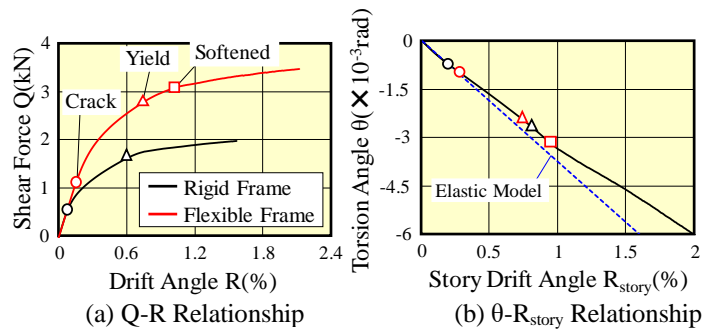 Shear Force Q(kN)
4
3
2
1
0
Crack
Yield
Softened
Rigid Frame
Flexible Frame
0
0.6
1.2
1.8
2.4
Drift Angle R(%)
(a) Q-R Relationship
Torsion Angle θ(×10⁻³rad)
0
-1.5
-3
-4.5
-6
Elastic Model
0
0.5
1
1.5
2
Story Drift Angle Rstory(%)
(b) θ-Rstory Relationship